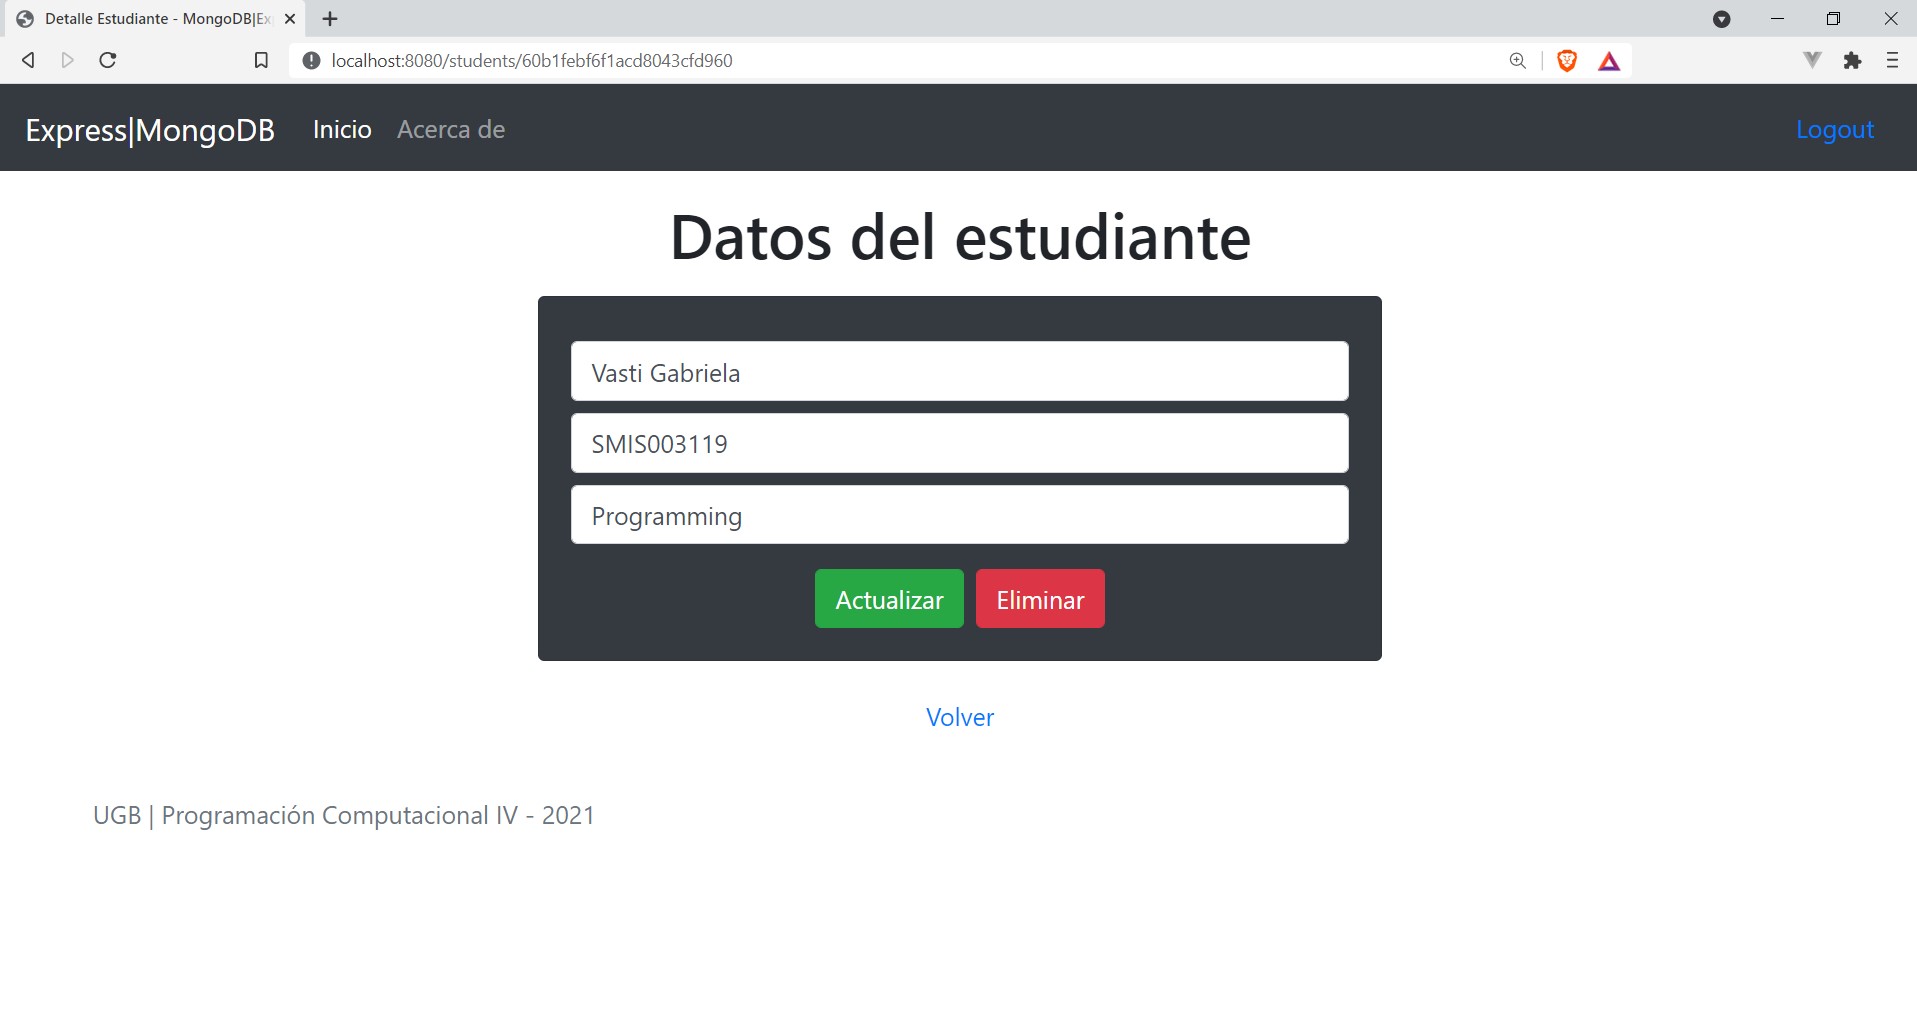 Detalle Estudiante - MongoDB|Ex
localhost:8080/students/60b1febf6f1acd8043cfd960
Express|MongoDB Inicio Acerca de Logout
Datos del estudiante
Vasti Gabriela
SMIS003119
Programming
Actualizar Eliminar
Volver
UGB | Programación Computacional IV - 2021